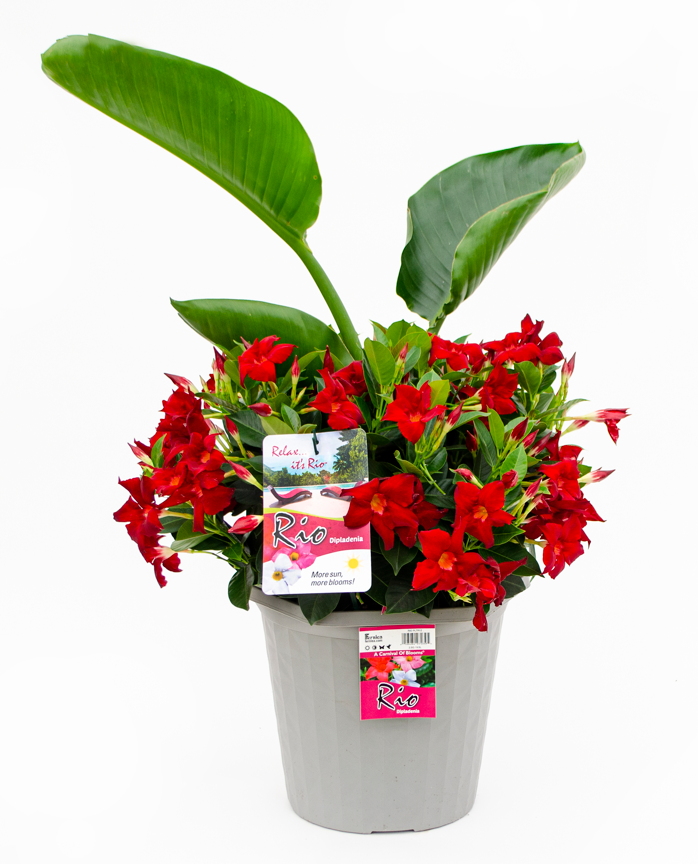 Relax...
it's Rio
Rio
Dipladenia
More sun,
more blooms!
A Carnival Of Blooms
Rio
Dipladenia